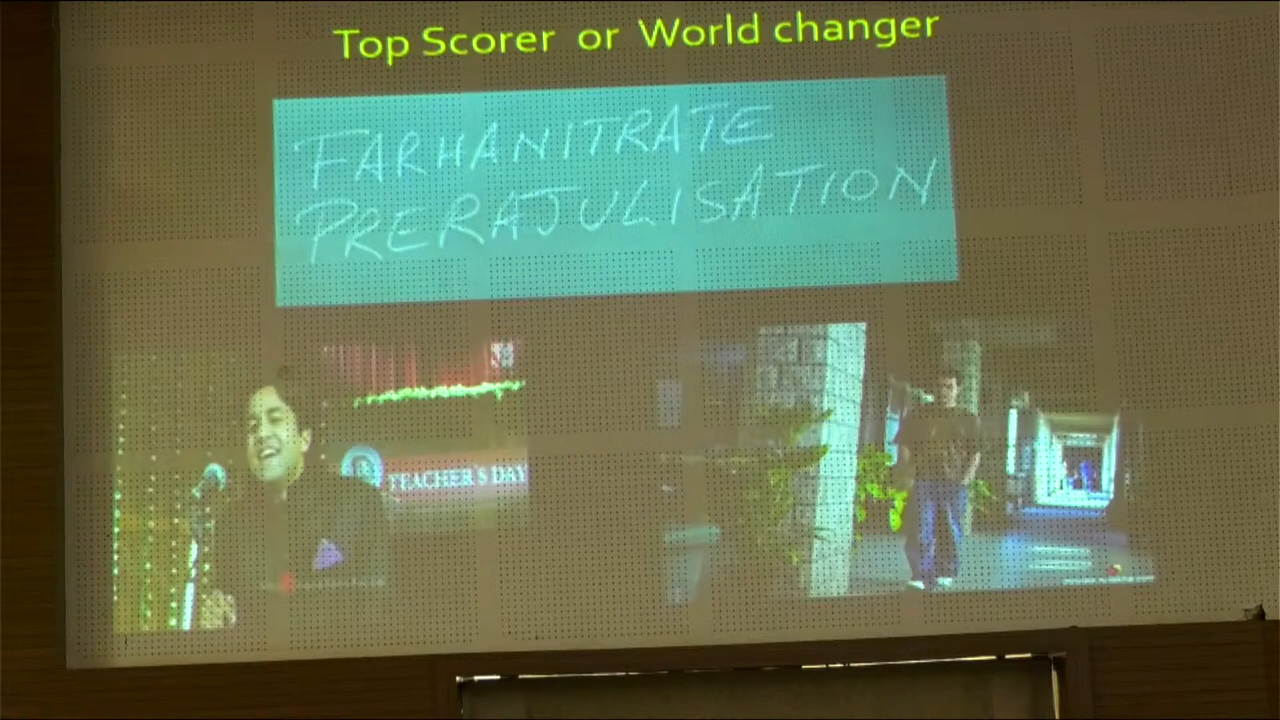 Top Scorer or World changer
FARHANITRATE
PRERAJULISATION
TEACHER'S DAY